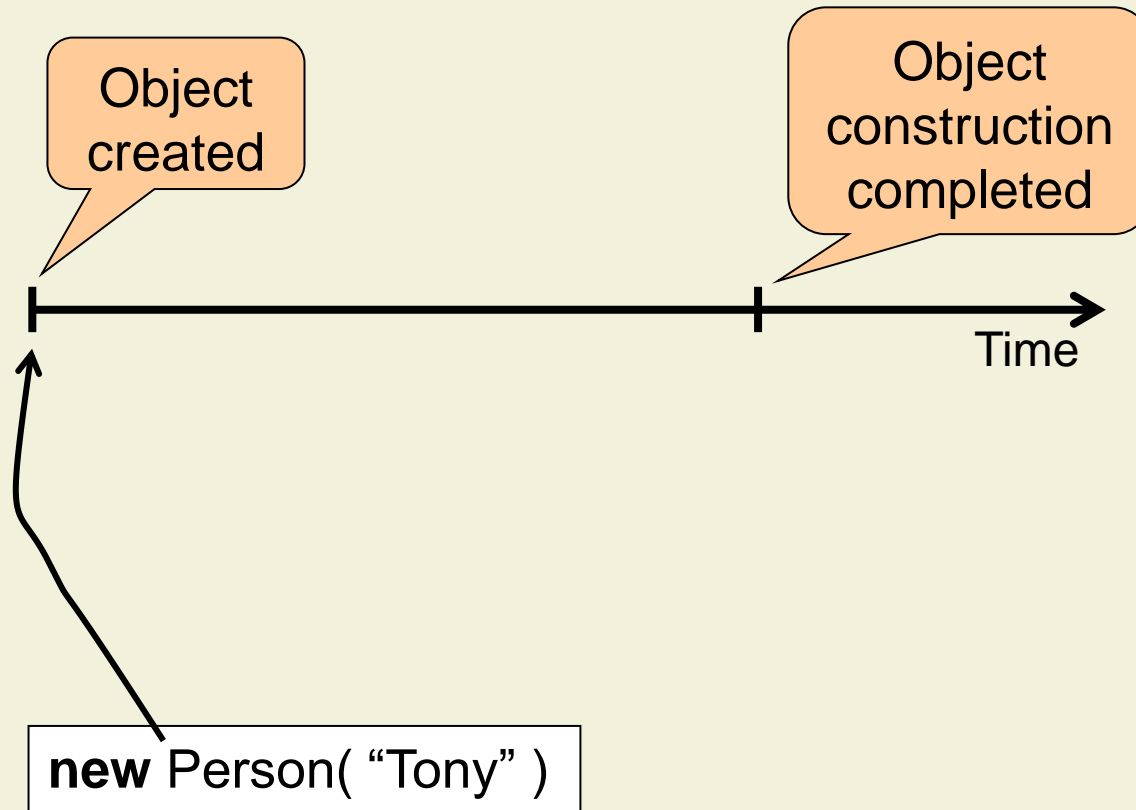 Object
created
Object
construction
completed
Time
new Person( “Tony” )